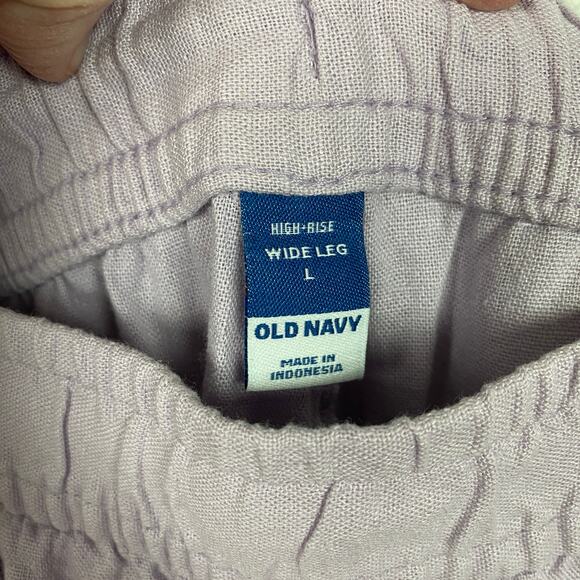 HIGH-RISE
WIDE LEG
L
OLD NAVY
MADE IN
INDONESIA